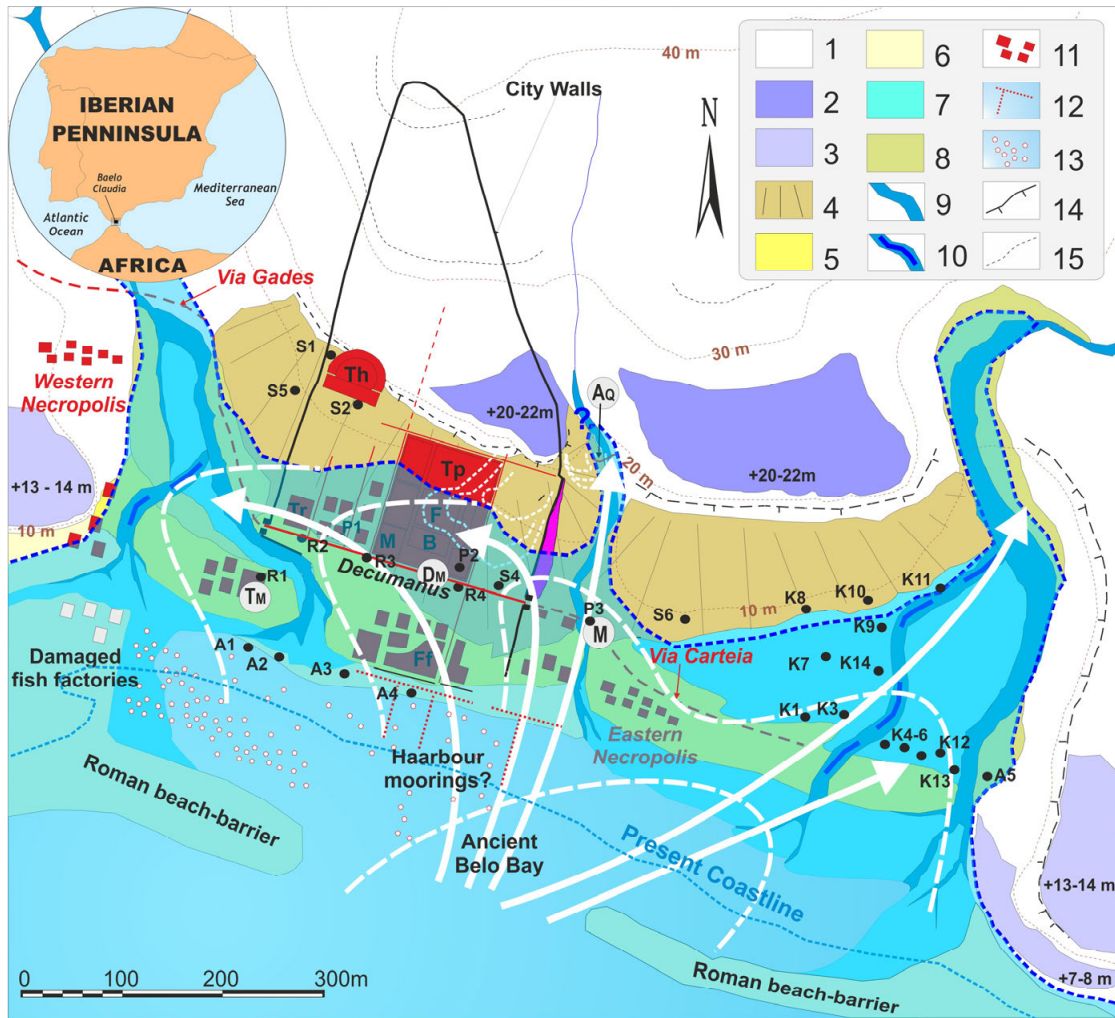 IBERIAN
PENNINSULA
Baelo
Claudia
Mediterranean
Sea
Atlantic
Ocean
AFRICA
City Walls
40 m
N
1
2
3
4
5
6
7
8
9
10
11
12
13
14
15
Via Gades
30 m
Western
Necropolis
S1
Th
S5
S2
+20-22m
AQ
?
20 m
+20-22m
Tp
+13 - 14 m
10 m
Tr
P1
F
M
B
R2
R3
P2
Decumanus
DM
R4
S4
R1
TM
P3
M
S6
10 m
K8
K10
K11
K9
K7
K14
Via Carteia
K1
K3
K4-6
K12
K13
A5
A1
A2
A3
A4
Ff
Damaged
fish factories
Eastern
Necropolis
Haarbour
moorings?
Roman beach-barrier
Ancient
Belo Bay
Present Coastline
+13-14 m
+7-8 m
Roman beach-barrier
0 100 200 300m